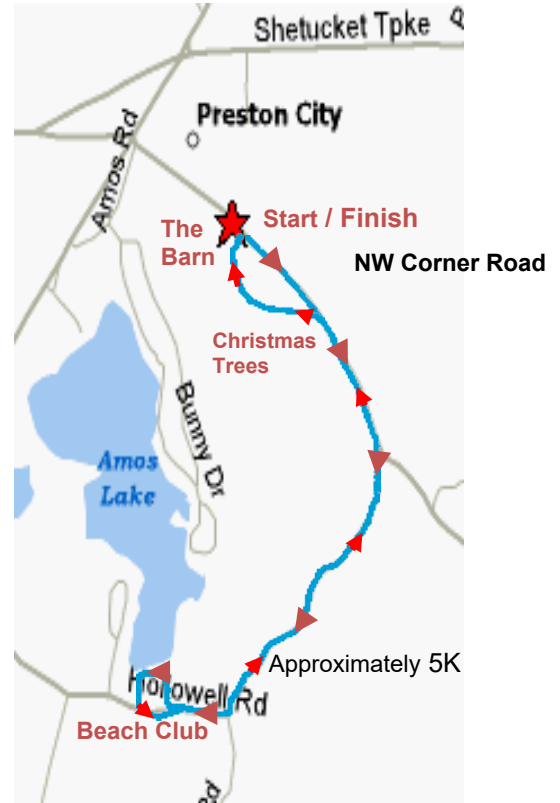 Shetucket Tpke
Preston City
Amos Rd
The
Barn
Start / Finish
NW Corner Road
Christmas
Trees
Bunny Dr
Amos
Lake
Approximately 5K
Rd
Beach Club
Rd